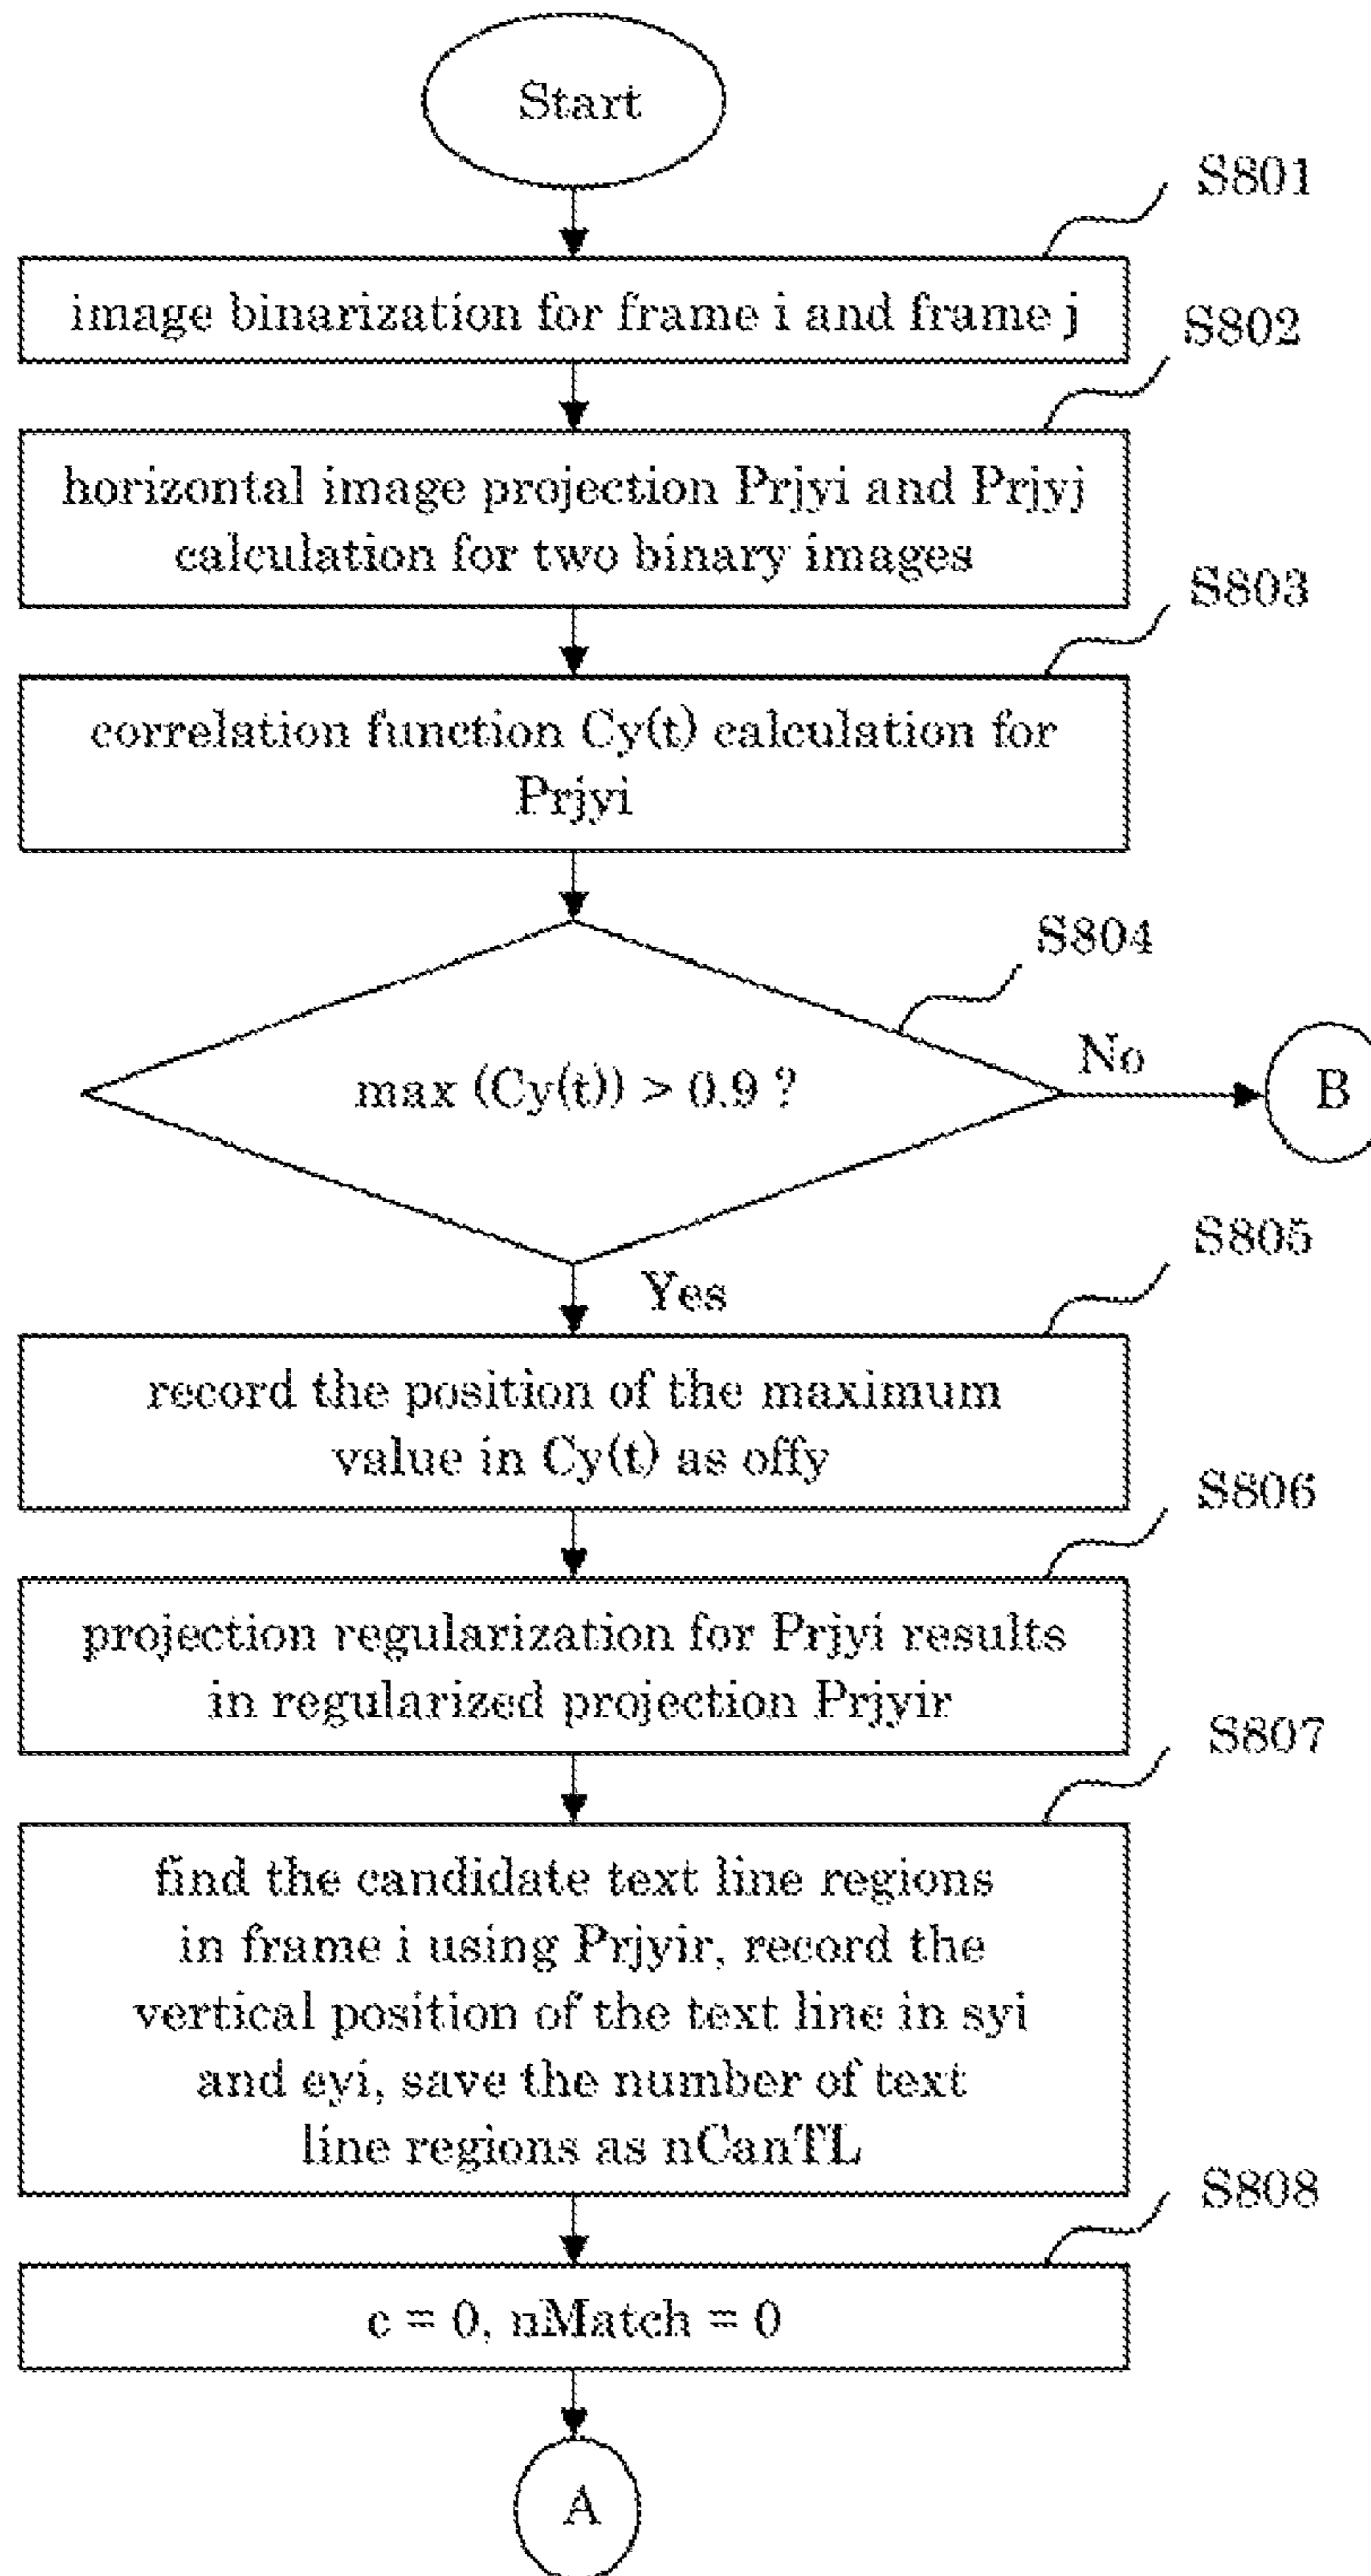 Start
S801
image binarization for frame i and frame j
S802
horizontal image projection Prjyi and Prjyj
calculation for two binary images
S803
correlation function Cy(t) calculation for
Prjyi
S804
max (Cy(t)) > 0.9 ?
No
B
Yes
S805
record the position of the maximum
value in Cy(t) as offy
S806
projection regularization for Prjyi results
in regularized projection Prjyir
S807
find the candidate text line regions
in frame i using Prjyir, record the
vertical position of the text line in syi
and eyi, save the number of text
line regions as nCanTL
S808
c = 0, nMatch = 0
A